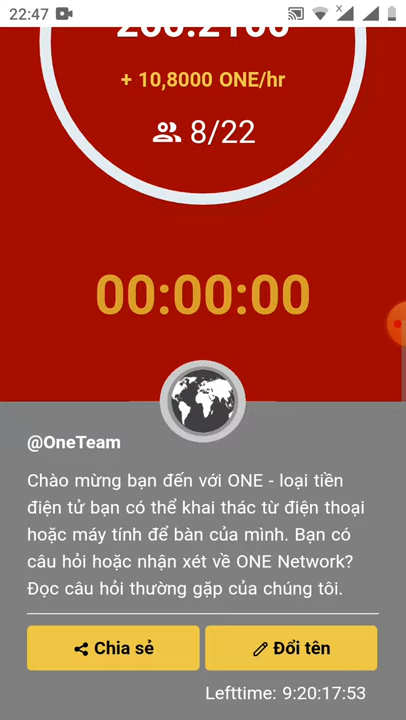 22:47
+ 10,8000 ONE/hr
8/22
00:00:00
@OneTeam
Chào mừng bạn đến với ONE - loại tiền
điện tử bạn có thể khai thác từ điện thoại
hoặc máy tính để bàn của mình. Bạn có
câu hỏi hoặc nhận xét về ONE Network?
Đọc câu hỏi thường gặp của chúng tôi.
Chia sẻ
Đổi tên
Lefttime: 9:20:17:53